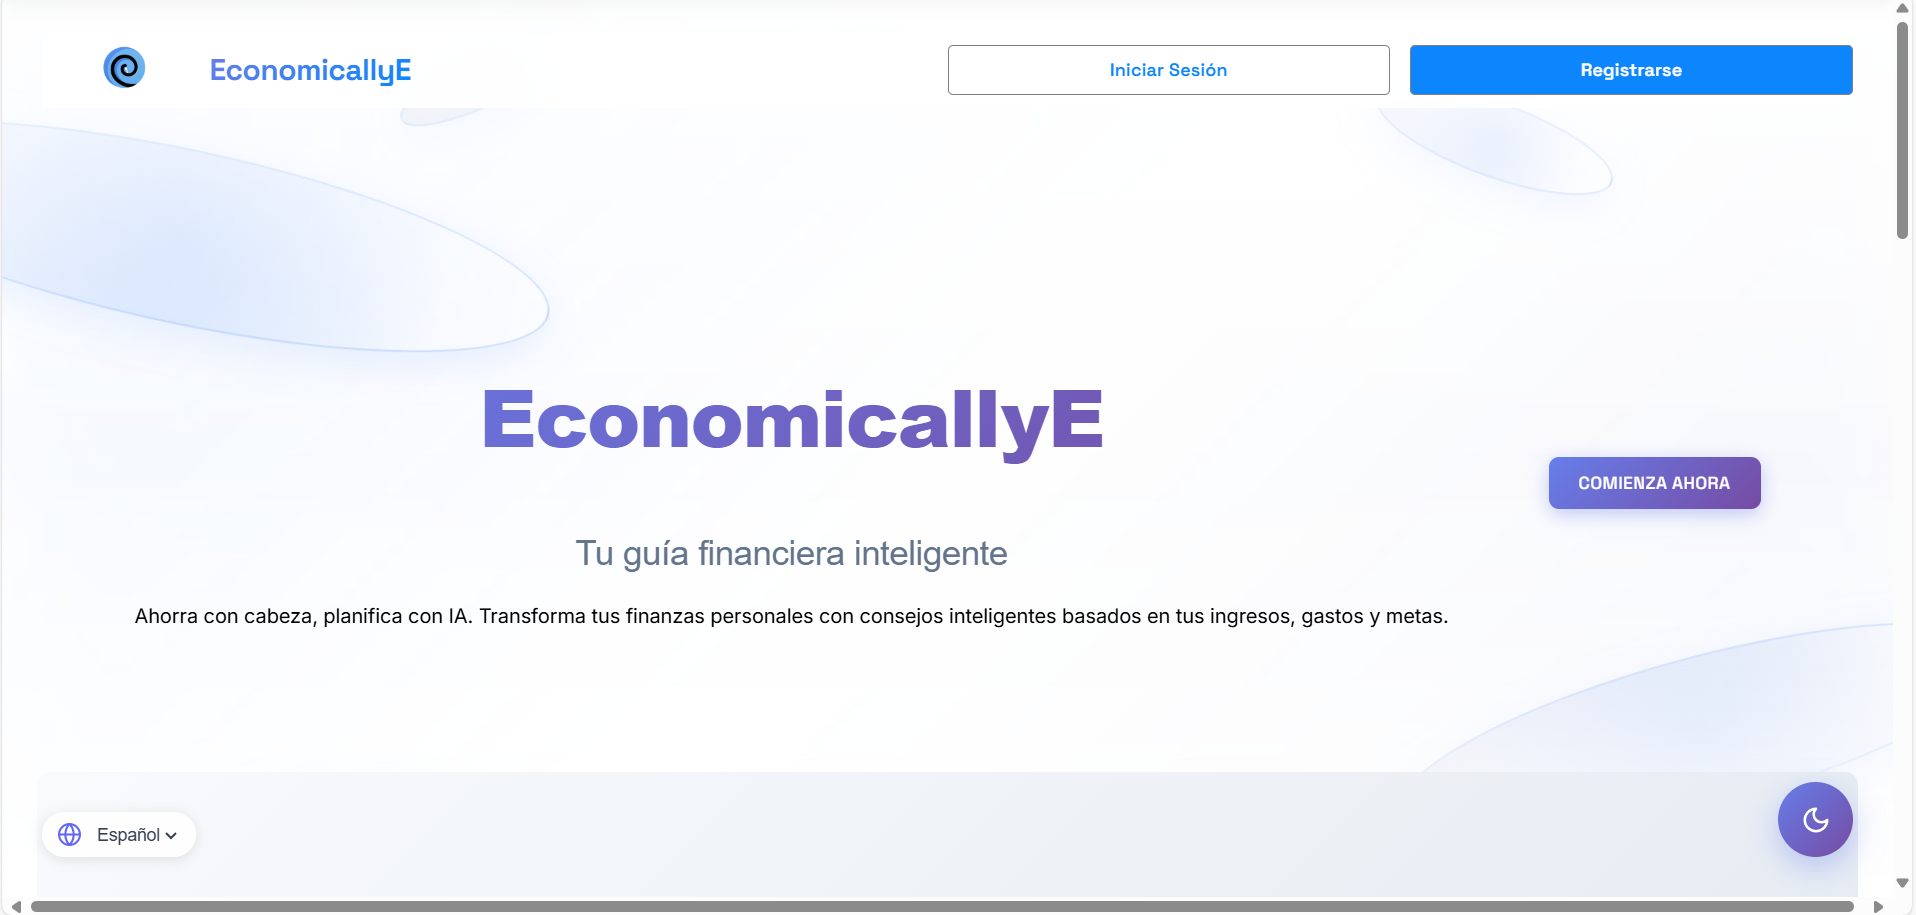 EconomicallyE
Iniciar Sesión
Registrarse
EconomicallyE
COMIENZA AHORA
Tu guía financiera inteligente
Ahorra con cabeza, planifica con IA. Transforma tus finanzas personales con consejos inteligentes basados en tus ingresos, gastos y metas.
Español